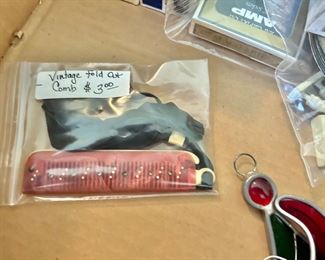 Vintage fold out
Comb $3.00
AMP